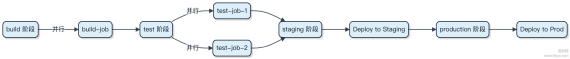 build 阶段
并行
build-job
test 阶段
并行
test-job-1
并行
test-job-2
staging 阶段
Deploy to Staging
production 阶段
Deploy to Prod